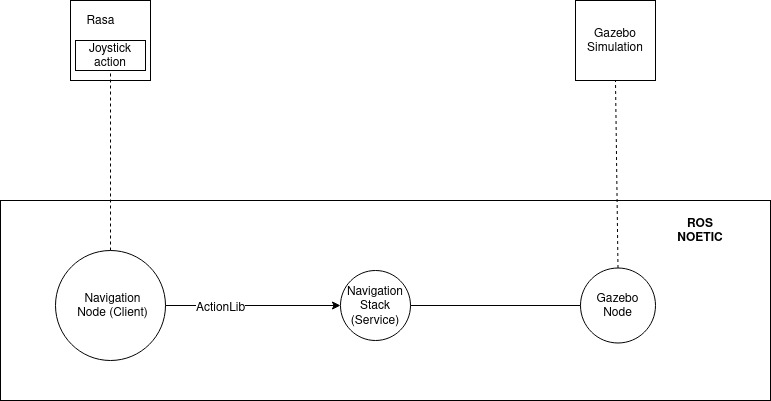 Rasa
Joystick
action
Gazebo
Simulation
ROS
NOETIC
Navigation
Node (Client)
ActionLib
Navigation
Stack
(Service)
Gazebo
Node